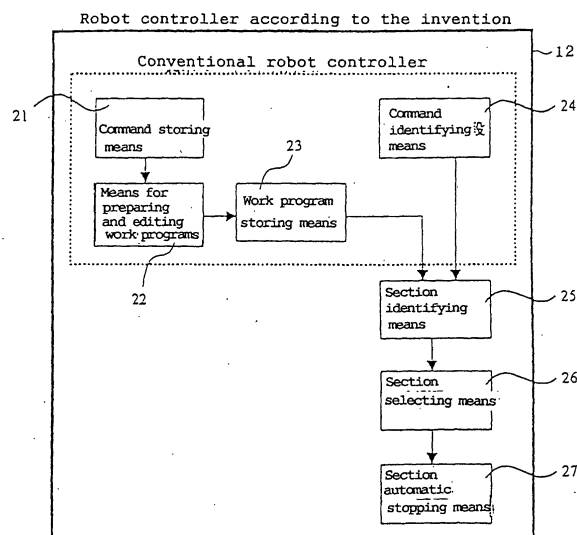 Robot controller according to the invention
12
Conventional robot controller
21
Command storing
means
24
Command
identifying 段
means
23
Means for
preparing
and editing
work programs
Work program
storing means
22
Section
identifying
means
25
Section
selecting means
26
Section
automatic
stopping means
27